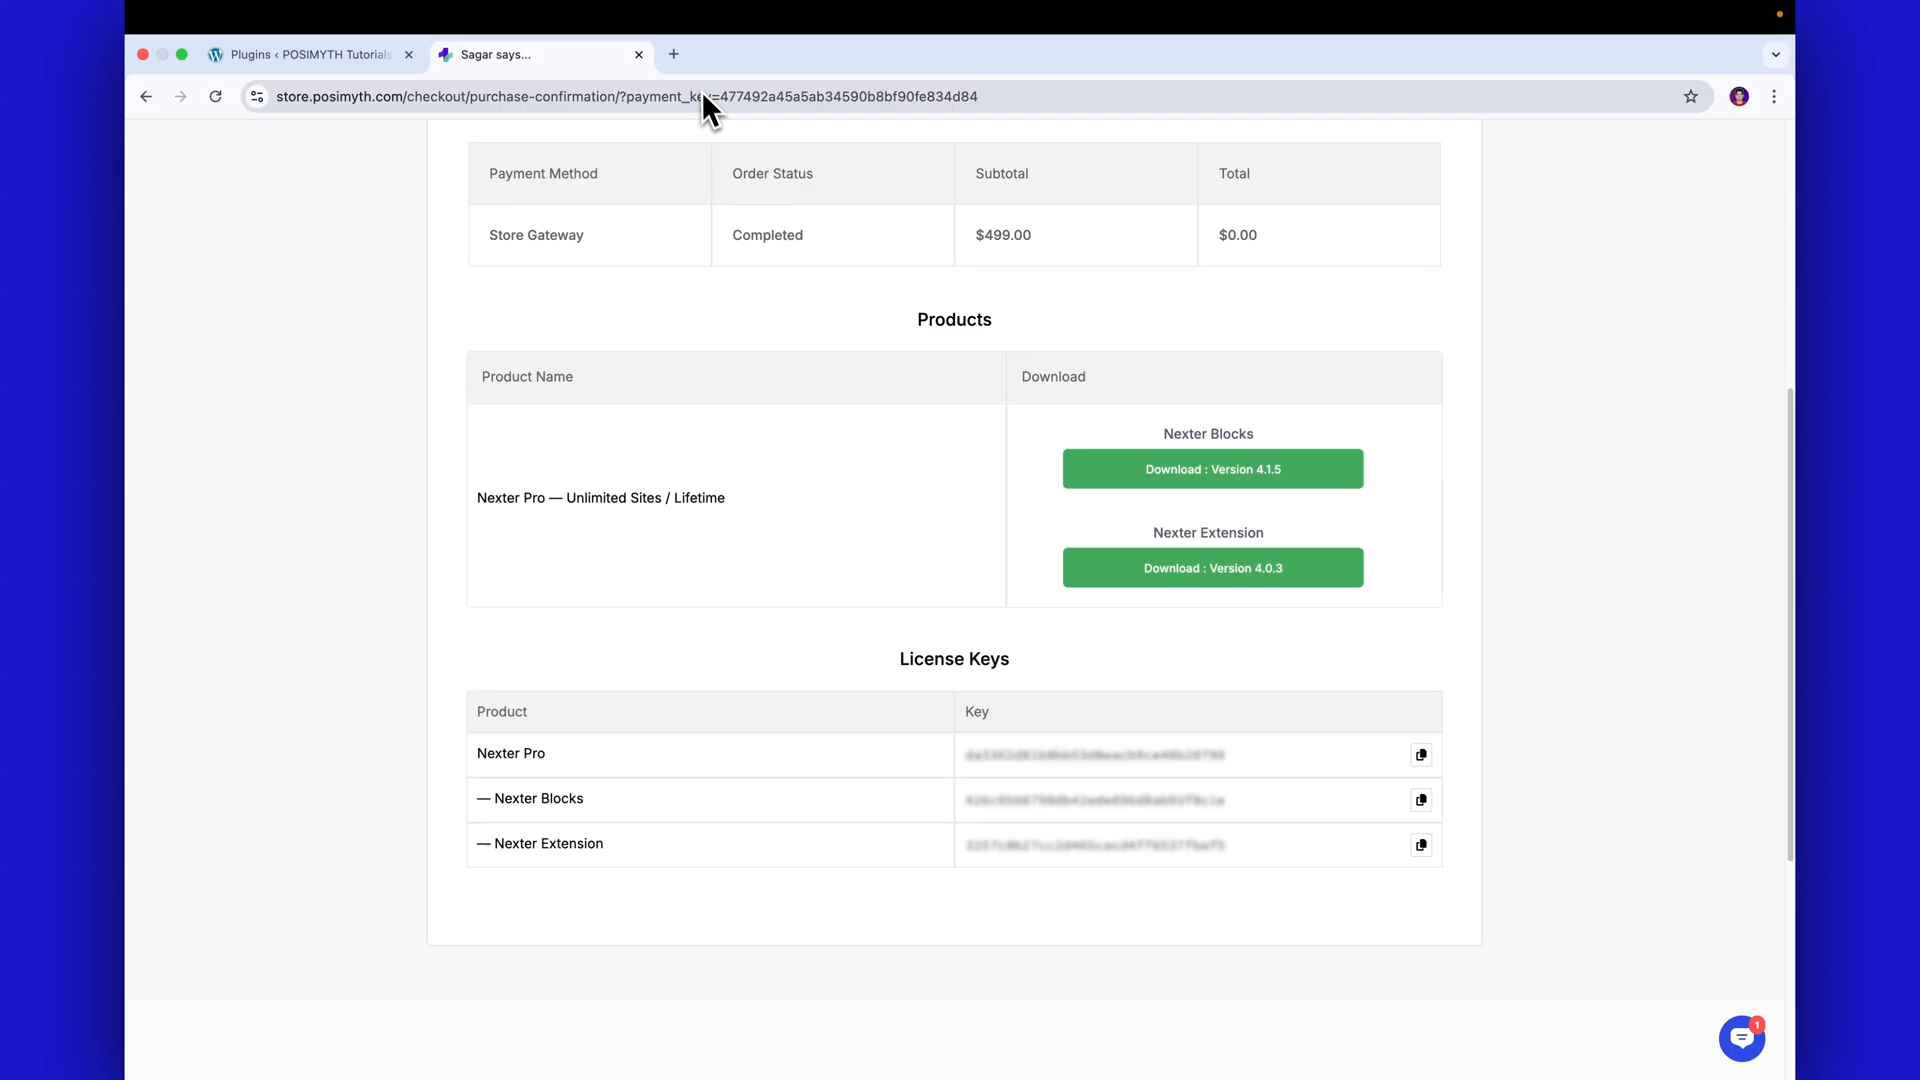 Plugins ‹ POSIMYTH Tutorials
Sagar says...
store.posimyth.com/checkout/purchase-confirmation/?payment_key=477492a45a5ab34590b8bf90fe834d84
Payment Method Order Status Subtotal Total
Store Gateway Completed $499.00 $0.00
Products
Product Name Download
Nexter Blocks
Download : Version 4.1.5
Nexter Pro — Unlimited Sites / Lifetime
Nexter Extension
Download : Version 4.0.3
License Keys
Product Key
Nexter Pro
— Nexter Blocks
— Nexter Extension
1